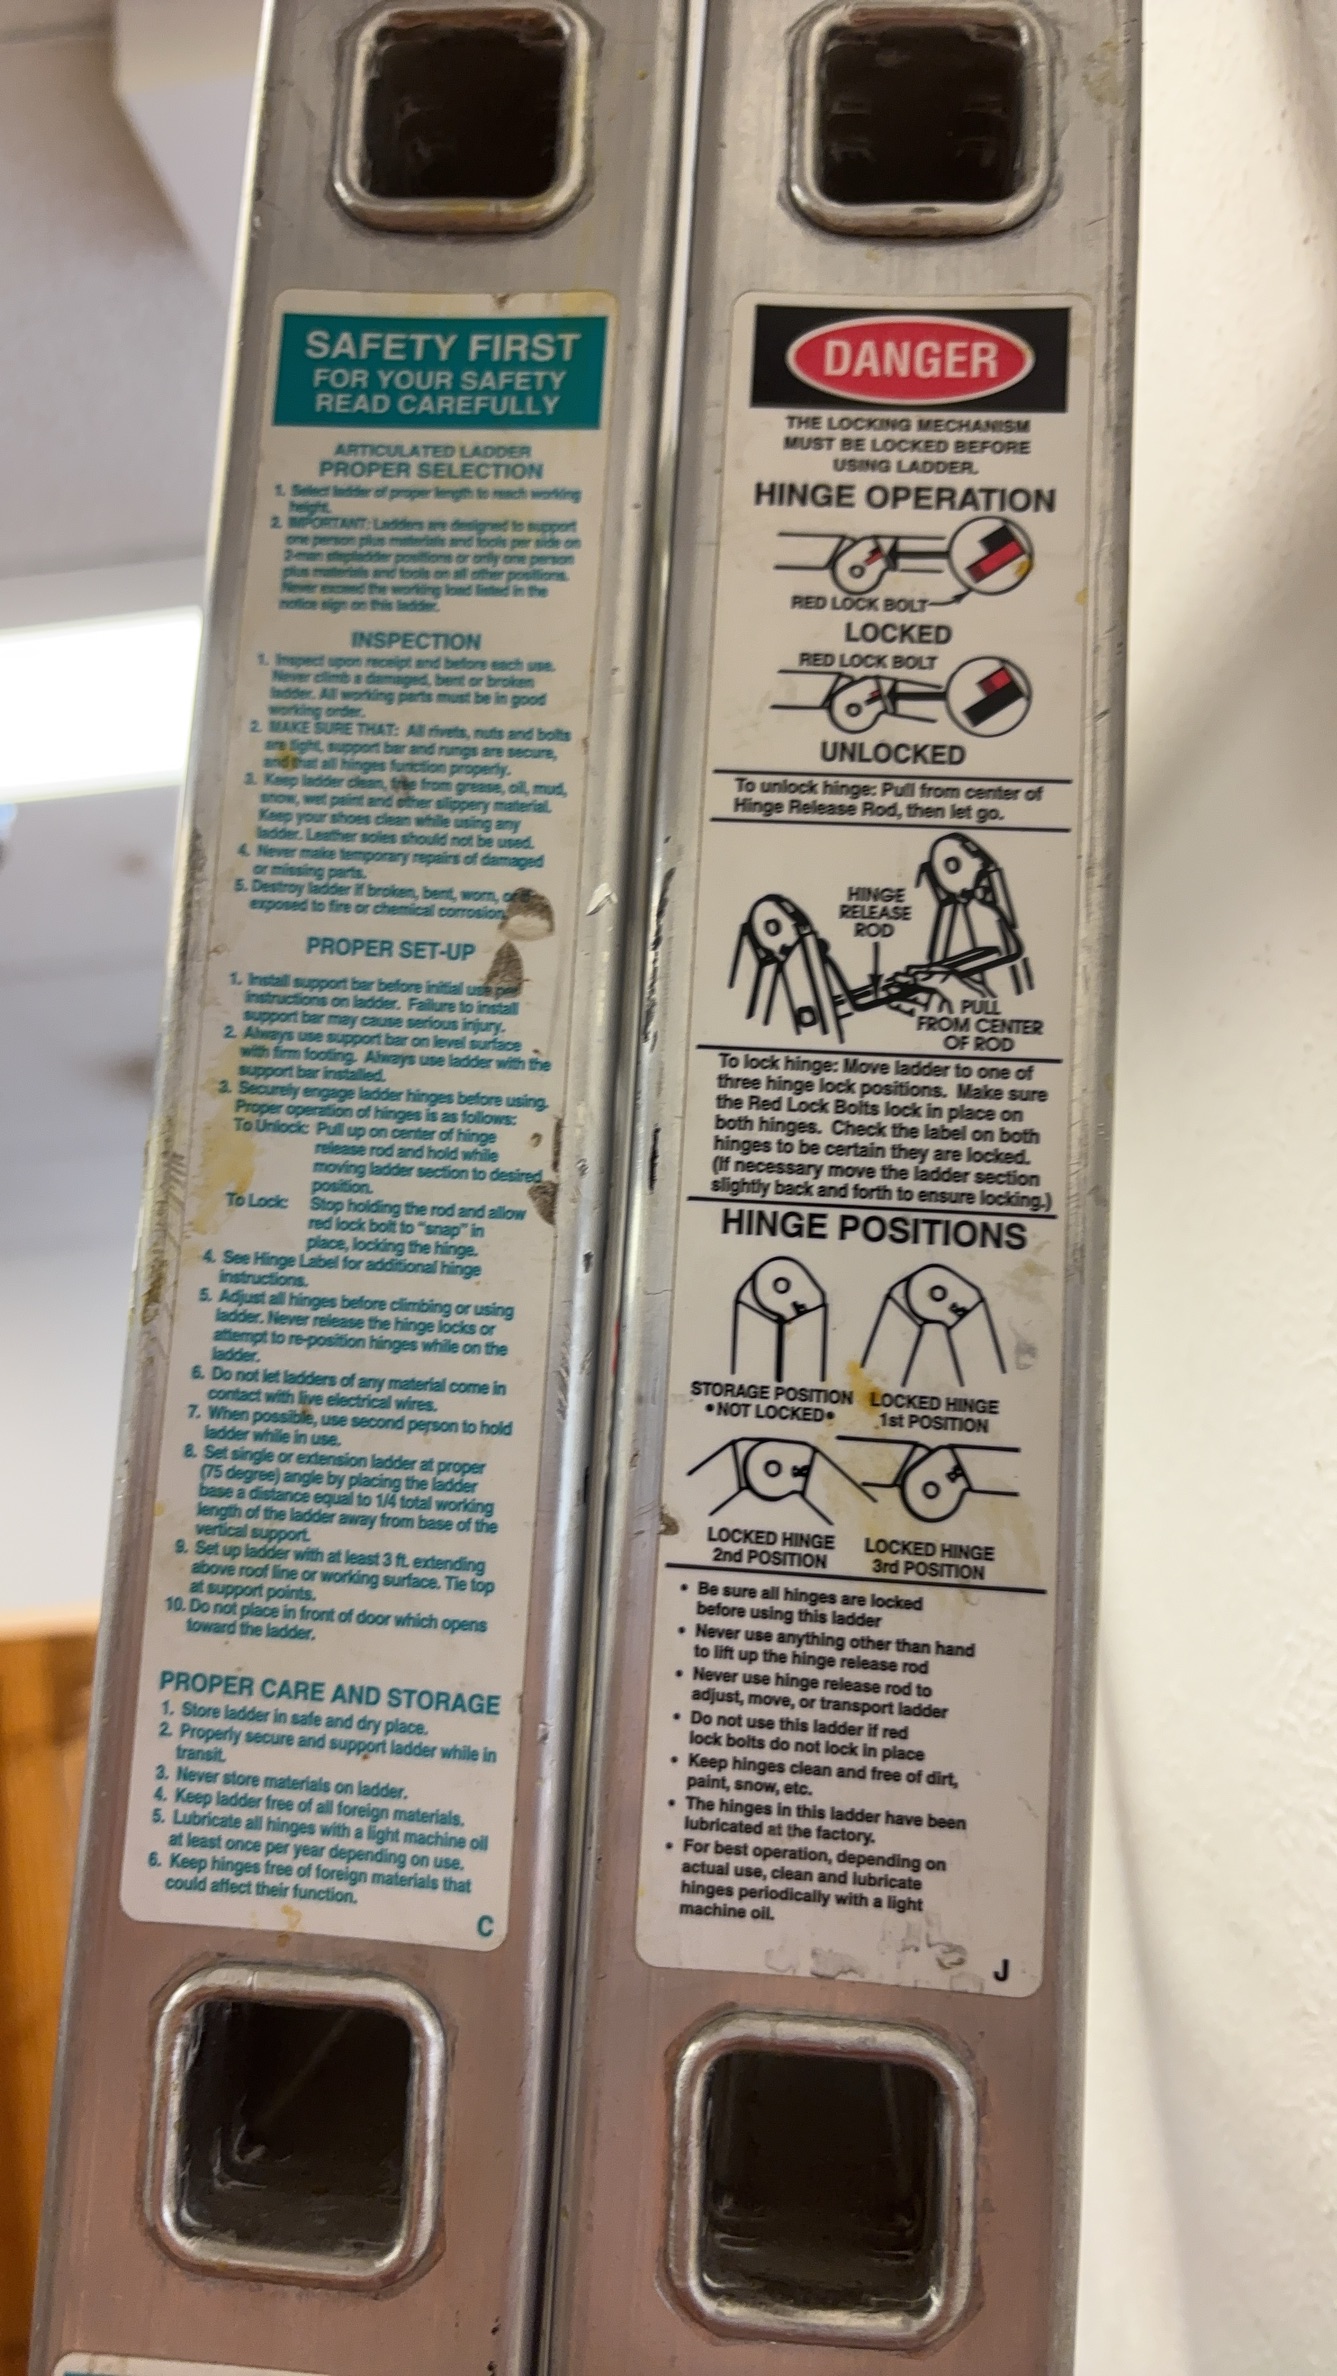 SAFETY FIRST
FOR YOUR SAFETY
READ CAREFULLY
ARTICULATED LADDER
PROPER SELECTION
1. Select ladder of proper length to reach working
height.
2. IMPORTANT: Ladders are designed to support
one person plus materials and tools per side on
2-man stepladder positions or only one person
plus materials and tools on all other positions.
Never exceed the working load listed in the
notice sign on this ladder.
INSPECTION
1. Inspect upon receipt and before each use.
Never climb a damaged, bent or broken
ladder. All working parts must be in good
working order.
2. MAKE SURE THAT: All rivets, nuts and bolts
are tight, support bar and rungs are secure,
and that all hinges function properly.
3. Keep ladder clean, free from grease, oil, mud,
snow, wet paint and other slippery material.
Keep your shoes clean while using any
ladder. Leather soles should not be used.
4. Never make temporary repairs of damaged
or missing parts.
5. Destroy ladder if broken, bent, worn, or if
exposed to fire or chemical corrosion.
PROPER SET-UP
1. Install support bar before initial use per
instructions on ladder. Failure to install
support bar may cause serious injury.
2. Always use support bar on level surface
with firm footing. Always use ladder with the
support bar installed.
3. Securely engage ladder hinges before using.
Proper operation of hinges is as follows:
To Unlock: Pull up on center of hinge
release rod and hold while
moving ladder section to desired
position.
To Lock: Stop holding the rod and allow
red lock bolt to "snap" in
place, locking the hinge.
4. See Hinge Label for additional hinge
instructions.
5. Adjust all hinges before climbing or using
ladder. Never release the hinge locks or
attempt to re-position hinges while on the
ladder.
6. Do not let ladders of any material come in
contact with live electrical wires.
7. When possible, use second person to hold
ladder while in use.
8. Set single or extension ladder at proper
(75 degree) angle by placing the ladder
base a distance equal to 1/4 total working
length of the ladder away from base of the
vertical support.
9. Set up ladder with at least 3 ft. extending
above roof line or working surface. Tie top
at support points.
10. Do not place in front of door which opens
toward the ladder.
PROPER CARE AND STORAGE
1. Store ladder in safe and dry place.
2. Properly secure and support ladder while in
transit.
3. Never store materials on ladder.
4. Keep ladder free of all foreign materials.
5. Lubricate all hinges with a light machine oil
at least once per year depending on use.
6. Keep hinges free of foreign materials that
could affect their function.
C
DANGER
THE LOCKING MECHANISM
MUST BE LOCKED BEFORE
USING LADDER.
HINGE OPERATION
RED LOCK BOLT
LOCKED
RED LOCK BOLT
UNLOCKED
To unlock hinge: Pull from center of
Hinge Release Rod, then let go.
HINGE
RELEASE
ROD
PULL
FROM CENTER
OF ROD
To lock hinge: Move ladder to one of
three hinge lock positions. Make sure
the Red Lock Bolts lock in place on
both hinges. Check the label on both
hinges to be certain they are locked.
(If necessary move the ladder section
slightly back and forth to ensure locking.)
HINGE POSITIONS
STORAGE POSITION
•NOT LOCKED•
LOCKED HINGE
1st POSITION
LOCKED HINGE
2nd POSITION
LOCKED HINGE
3rd POSITION
• Be sure all hinges are locked
before using this ladder
• Never use anything other than hand
to lift up the hinge release rod
• Never use hinge release rod to
adjust, move, or transport ladder
• Do not use this ladder if red
lock bolts do not lock in place
• Keep hinges clean and free of dirt,
paint, snow, etc.
• The hinges in this ladder have been
lubricated at the factory.
• For best operation, depending on
actual use, clean and lubricate
hinges periodically with a light
machine oil.
J